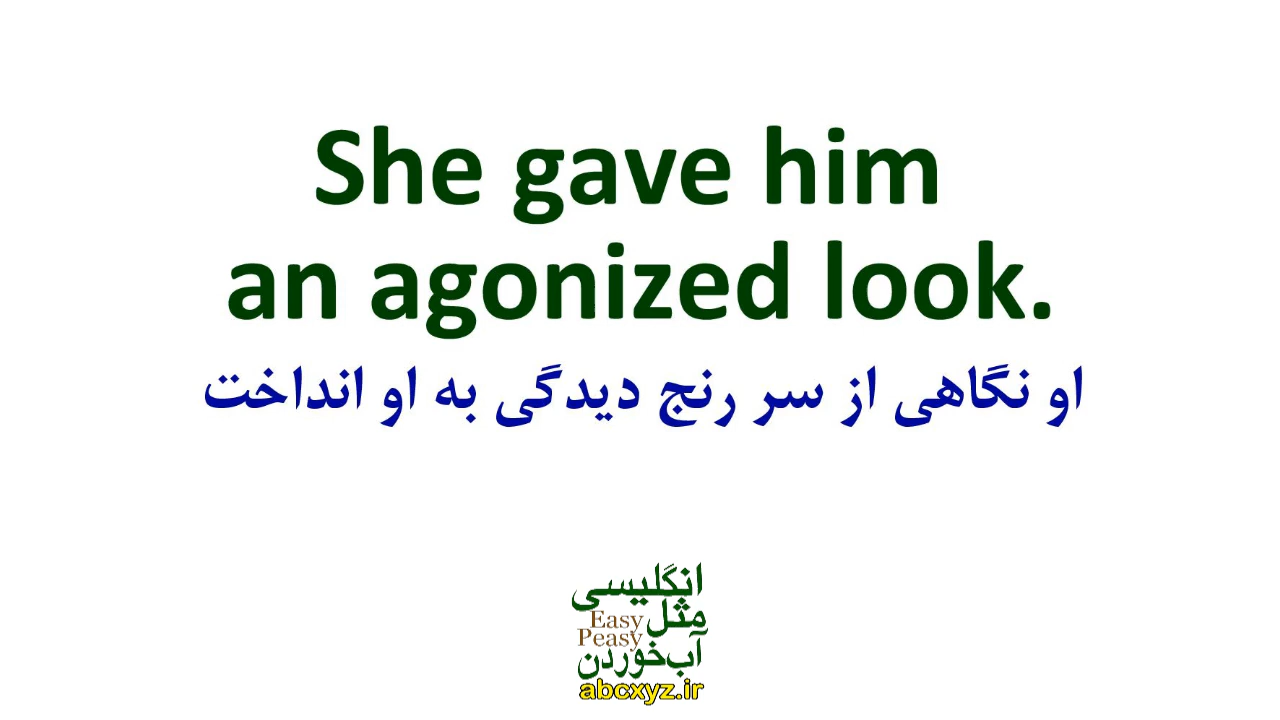 She gave him
an agonized look.
او نگاهی از سر رنج دیدگی به او انداخت
انگلیسی
مثل
Easy
Peasy
آب‌خوردن
abcxyz.ir